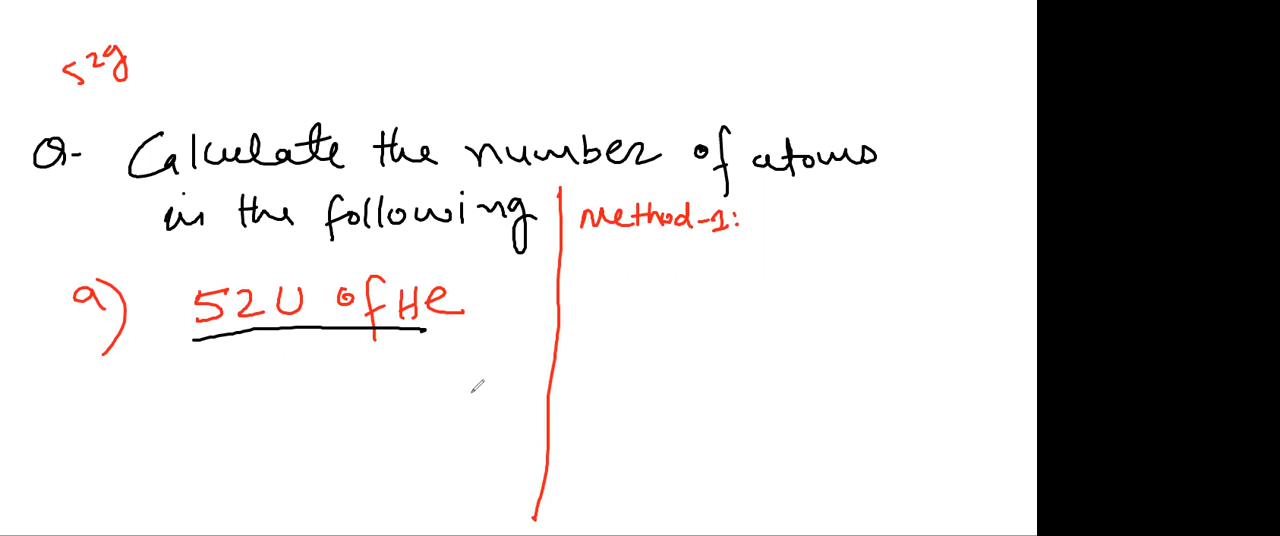 52g
Q- Calculate the number of atoms
in the following
Method-1:
a) 52U of He